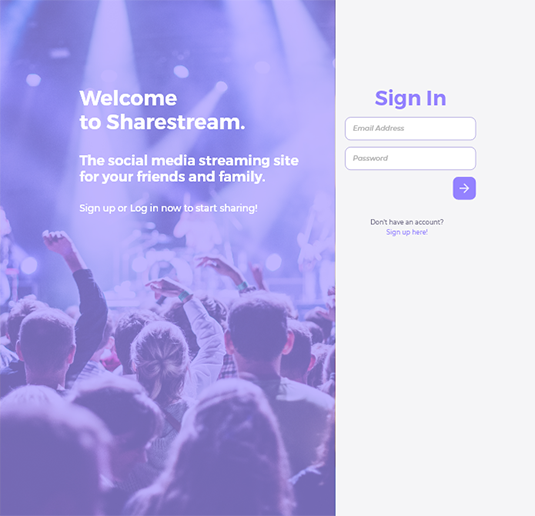 Welcome
to Sharestream.
The social media streaming site
for your friends and family.
Sign up or Log in now to start sharing!
Sign In
Email Address
Password
Don't have an account?
Sign up here!